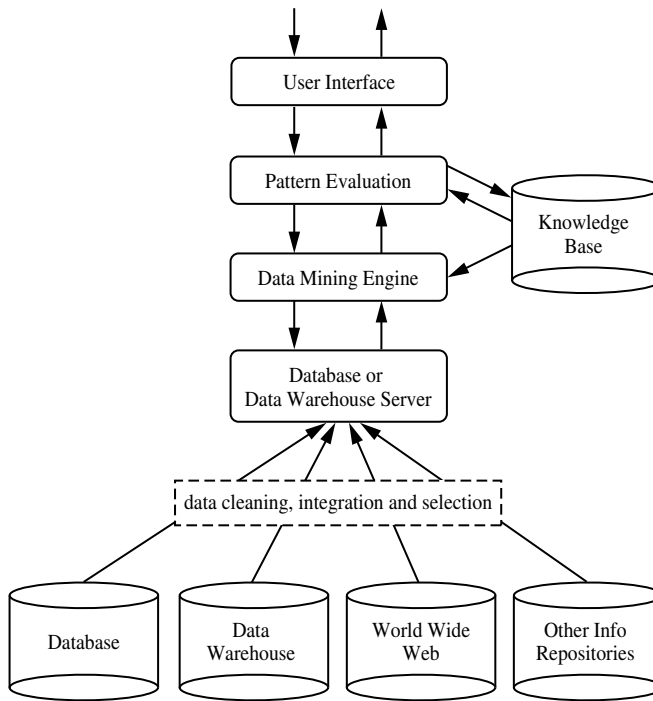 User Interface
Pattern Evaluation
Knowledge
Base
Data Mining Engine
Database or
Data Warehouse Server
data cleaning, integration and selection
Database
Data
Warehouse
World Wide
Web
Other Info
Repositories